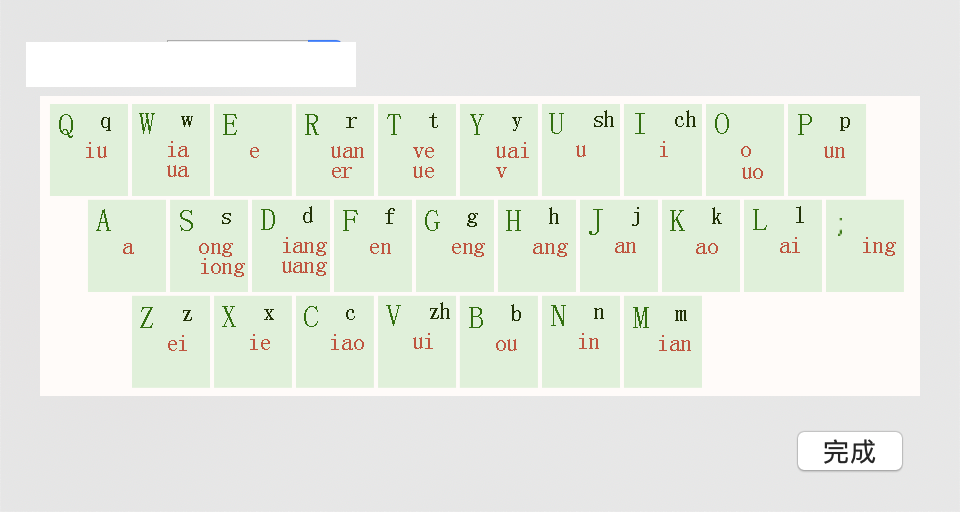 Q q W w E R r T t Y y U sh I ch O P p
iu ia e uan ve uai u i o un
ua er ue v uo
A S s D d F f G g H h J j K k L l ;
a ong iang en eng ang an ao ai ing
iong uang
Z z X x C c V zh B b N n M m
ei ie iao ui ou in ian
完成